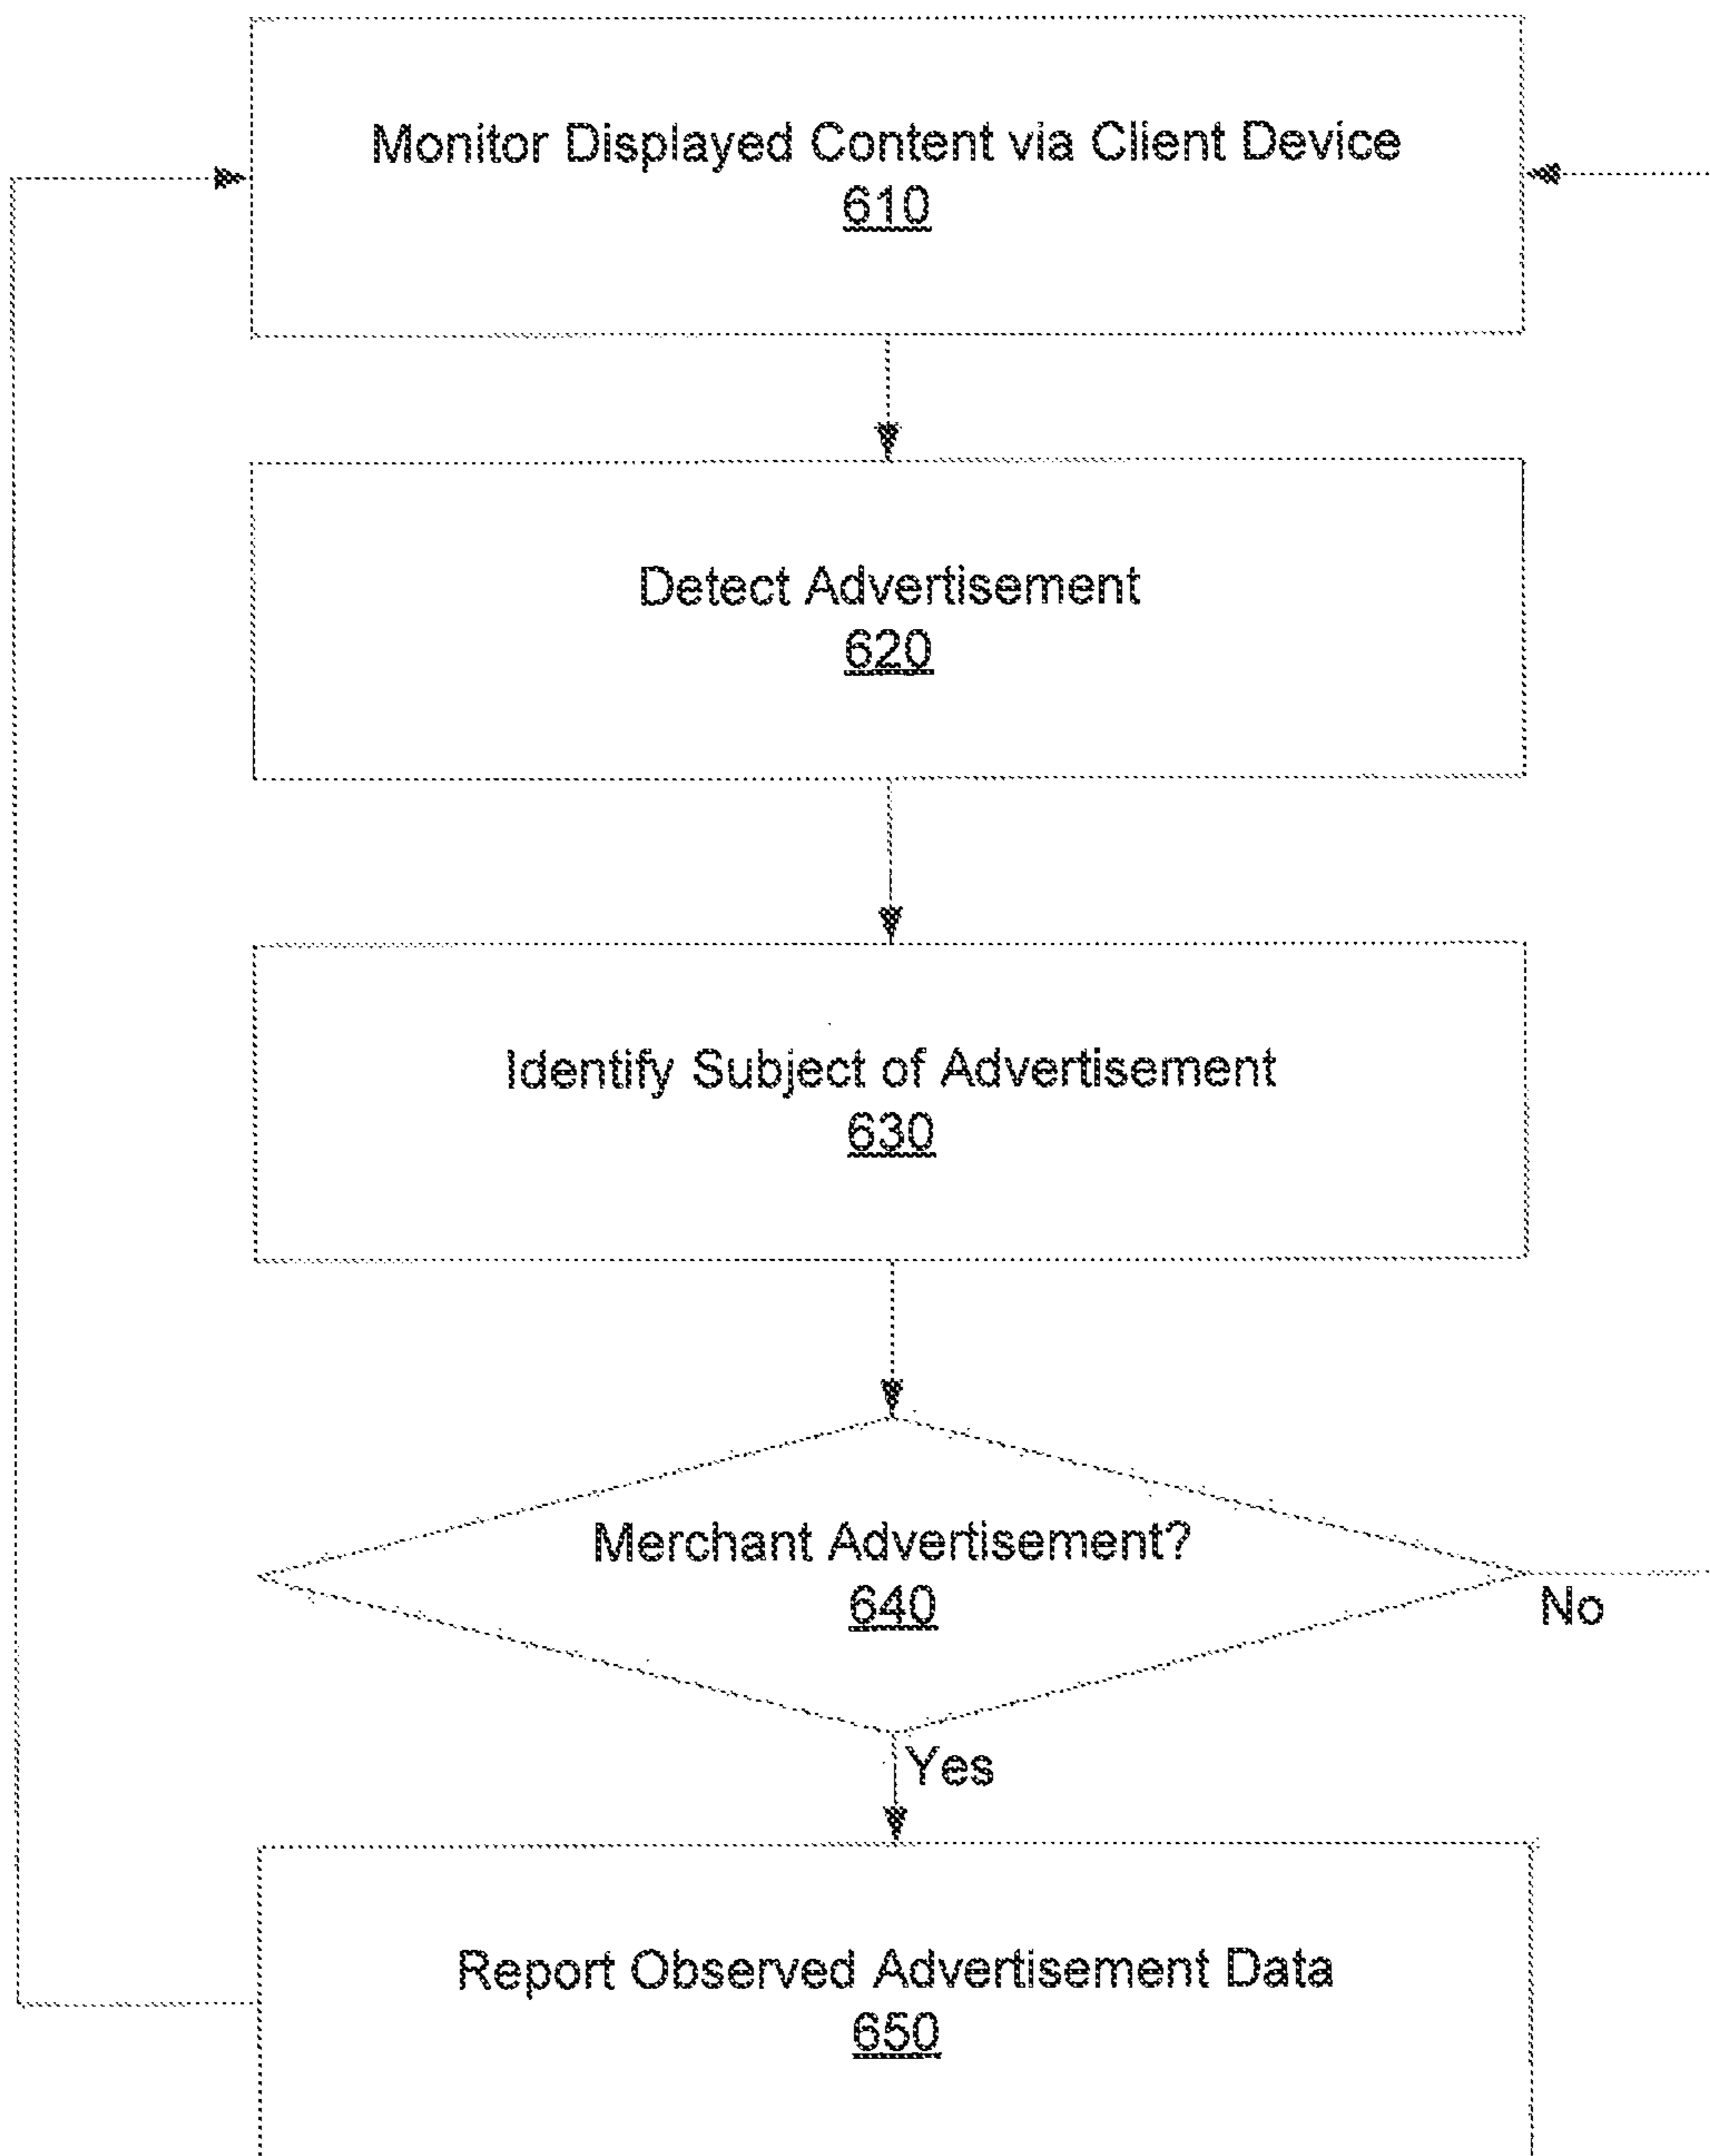 Monitor Displayed Content via Client Device
610
Detect Advertisement
620
Identify Subject of Advertisement
630
Merchant Advertisement?
640
No
Yes
Report Observed Advertisement Data
650